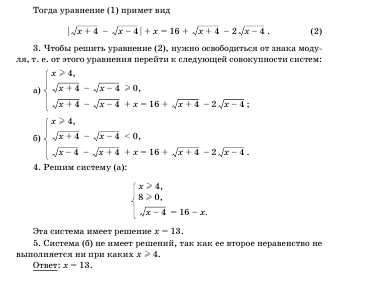 Тогда уравнение (1) примет вид
|√(x + 4) − √(x − 4)| + x = 16 + √(x + 4) − 2√(x − 4) . (2)
3. Чтобы решить уравнение (2), нужно освободиться от знака моду-
ля, т. е. от этого уравнения перейти к следующей совокупности систем:
а) { x ⩾ 4,
√(x + 4) − √(x − 4) ⩾ 0,
√(x + 4) − √(x − 4) + x = 16 + √(x + 4) − 2√(x − 4) ;
б) { x ⩾ 4,
√(x + 4) − √(x − 4) < 0,
√(x − 4) − √(x + 4) + x = 16 + √(x + 4) − 2√(x − 4) .
4. Решим систему (а):
{ x ⩾ 4,
8 ⩾ 0,
√(x − 4) = 16 − x.
Эта система имеет решение x = 13.
5. Система (б) не имеет решений, так как ее второе неравенство не
выполняется ни при каких x ⩾ 4.
Ответ: x = 13.